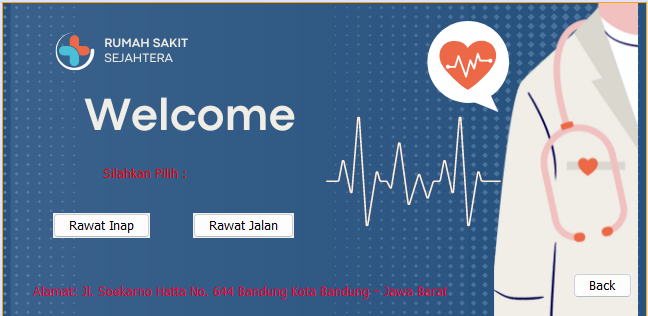 RUMAH SAKIT
SEJAHTERA
Welcome
Silahkan Pilih :
Rawat Inap
Rawat Jalan
Back
Alamat : Jl. Soekarno Hatta No. 644 Bandung Kota Bandung - Jawa Barat